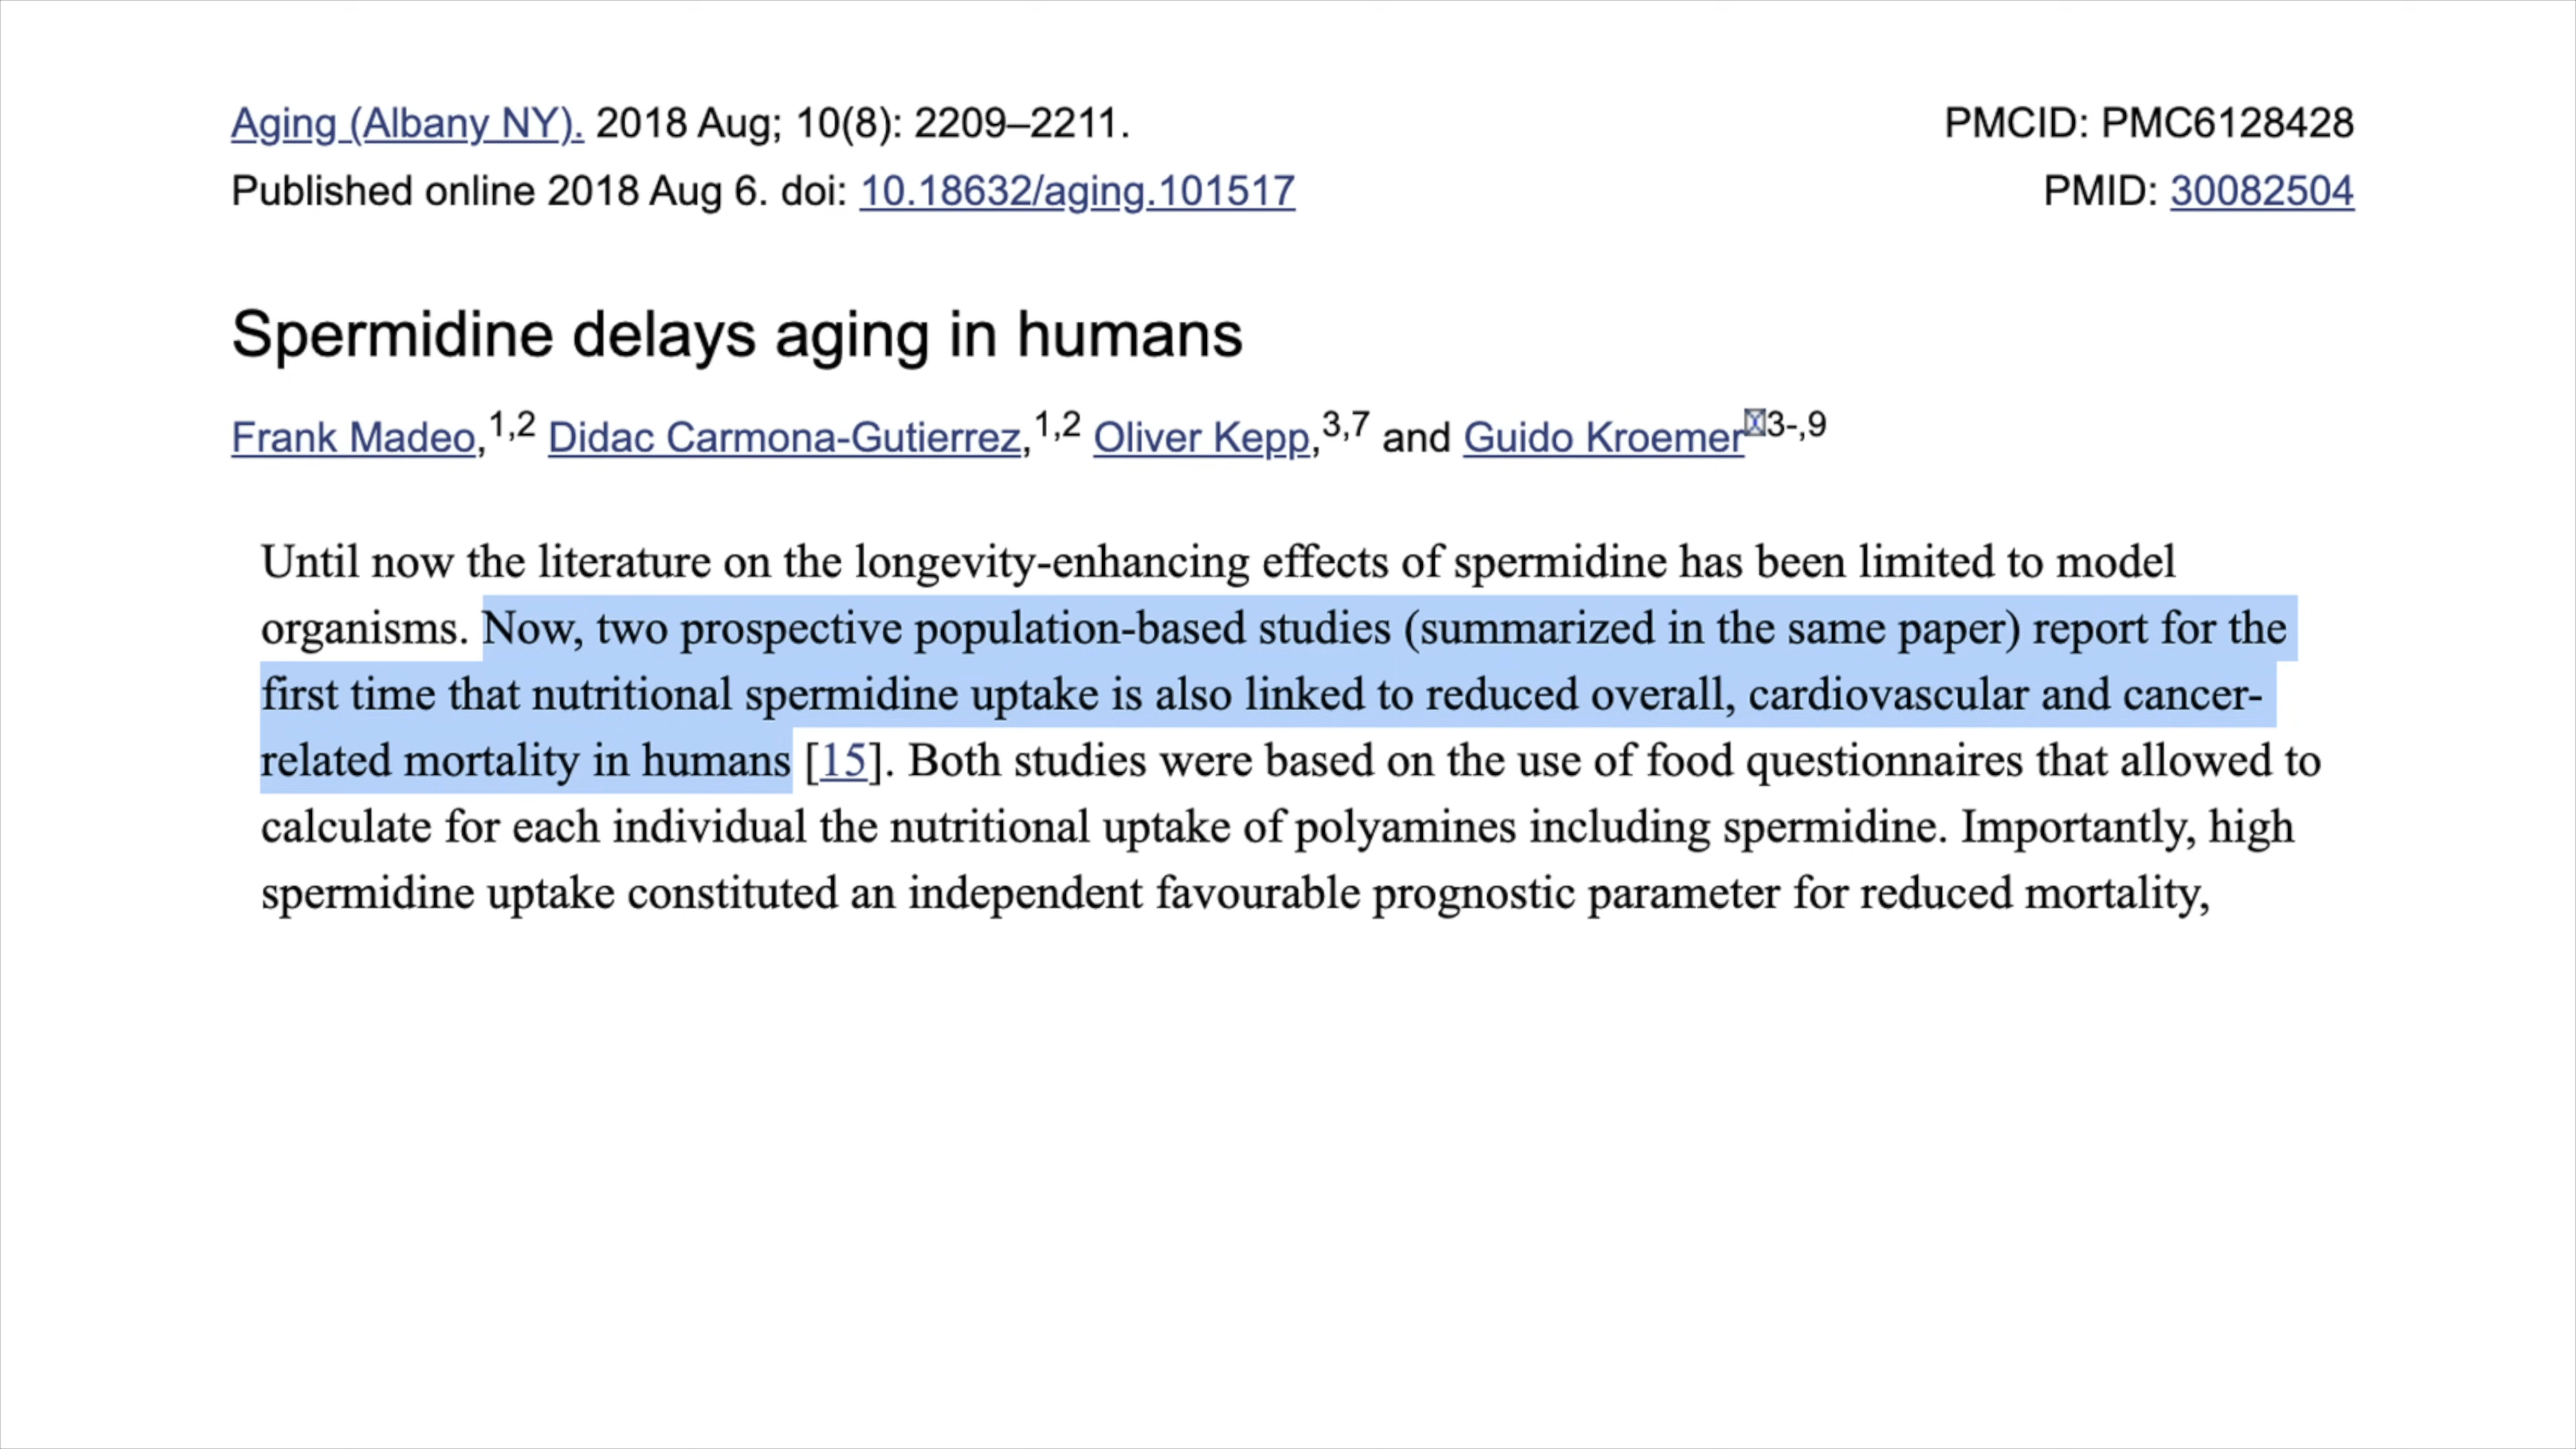 Aging (Albany NY). 2018 Aug; 10(8): 2209–2211.
PMCID: PMC6128428
Published online 2018 Aug 6. doi: 10.18632/aging.101517
PMID: 30082504
Spermidine delays aging in humans
Frank Madeo,1,2 Didac Carmona-Gutierrez,1,2 Oliver Kepp,3,7 and Guido Kroemer3-,9
Until now the literature on the longevity-enhancing effects of spermidine has been limited to model
organisms. Now, two prospective population-based studies (summarized in the same paper) report for the
first time that nutritional spermidine uptake is also linked to reduced overall, cardiovascular and cancer-
related mortality in humans [15]. Both studies were based on the use of food questionnaires that allowed to
calculate for each individual the nutritional uptake of polyamines including spermidine. Importantly, high
spermidine uptake constituted an independent favourable prognostic parameter for reduced mortality,